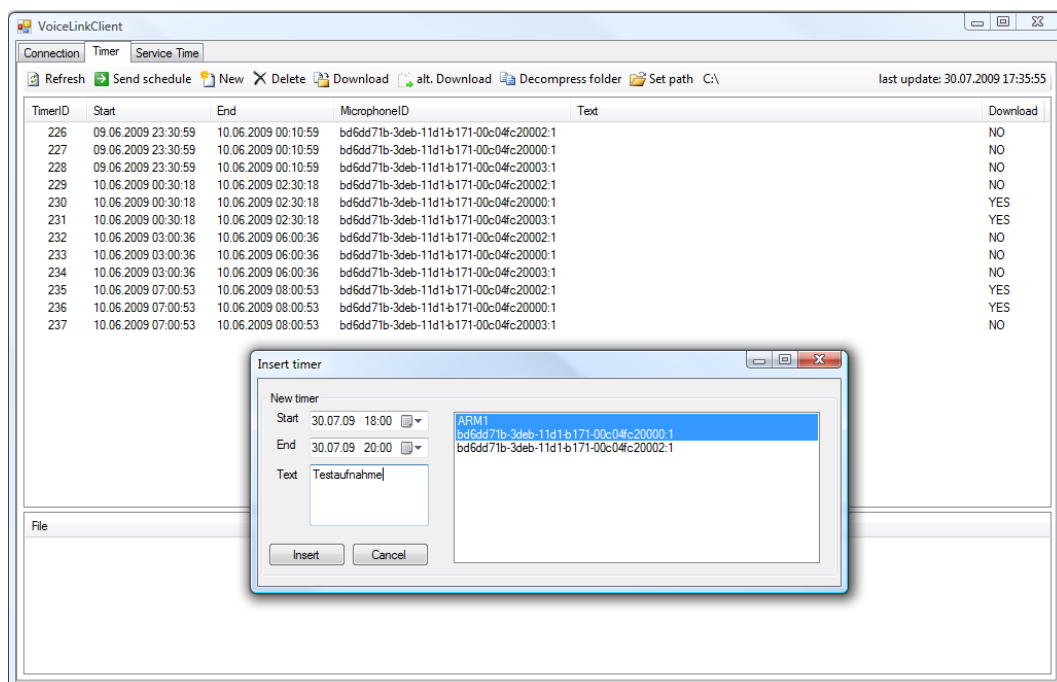 VoiceLinkClient
Connection Timer Service Time
Refresh Send schedule New Delete Download alt. Download Decompress folder Set path C:\ last update: 30.07.2009 17:35:55
TimerID Start End MicrophoneID Text Download
226 09.06.2009 23:30:59 10.06.2009 00:10:59 bd6dd71b-3deb-11d1-b171-00c04fc20002:1 NO
227 09.06.2009 23:30:59 10.06.2009 00:10:59 bd6dd71b-3deb-11d1-b171-00c04fc20000:1 NO
228 09.06.2009 23:30:59 10.06.2009 00:10:59 bd6dd71b-3deb-11d1-b171-00c04fc20003:1 NO
229 10.06.2009 00:30:18 10.06.2009 02:30:18 bd6dd71b-3deb-11d1-b171-00c04fc20002:1 NO
230 10.06.2009 00:30:18 10.06.2009 02:30:18 bd6dd71b-3deb-11d1-b171-00c04fc20000:1 YES
231 10.06.2009 00:30:18 10.06.2009 02:30:18 bd6dd71b-3deb-11d1-b171-00c04fc20003:1 YES
232 10.06.2009 03:00:36 10.06.2009 06:00:36 bd6dd71b-3deb-11d1-b171-00c04fc20002:1 NO
233 10.06.2009 03:00:36 10.06.2009 06:00:36 bd6dd71b-3deb-11d1-b171-00c04fc20000:1 NO
234 10.06.2009 03:00:36 10.06.2009 06:00:36 bd6dd71b-3deb-11d1-b171-00c04fc20003:1 NO
235 10.06.2009 07:00:53 10.06.2009 08:00:53 bd6dd71b-3deb-11d1-b171-00c04fc20002:1 YES
236 10.06.2009 07:00:53 10.06.2009 08:00:53 bd6dd71b-3deb-11d1-b171-00c04fc20000:1 YES
237 10.06.2009 07:00:53 10.06.2009 08:00:53 bd6dd71b-3deb-11d1-b171-00c04fc20003:1 NO
Insert timer
New timer
Start 30.07.09 18:00
End 30.07.09 20:00
Text Testaufnahme
ARM1
bd6dd71b-3deb-11d1-b171-00c04fc20000:1
bd6dd71b-3deb-11d1-b171-00c04fc20002:1
Insert Cancel
File